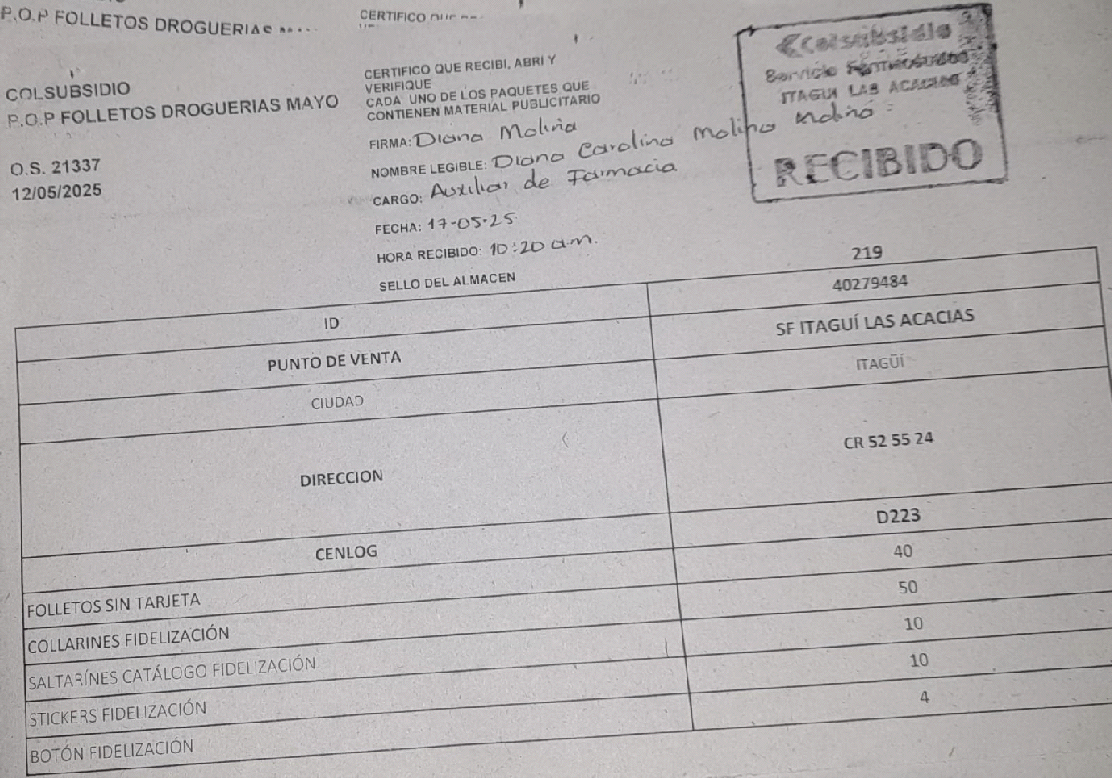 P.O.P FOLLETOS DROGUERIAS
CERTIFICO QUE
COLSUBSIDIO
P.O.P FOLLETOS DROGUERIAS MAYO
O.S. 21337
12/05/2025
CERTIFICO QUE RECIBI, ABRI Y
VERIFIQUE
CADA UNO DE LOS PAQUETES QUE
CONTIENEN MATERIAL PUBLICITARIO
FIRMA: Diana Molina
NOMBRE LEGIBLE: Diana Carolina Molina
CARGO: Auxiliar de Farmacia
FECHA: 17-05-25
HORA RECIBIDO: 10:20 a.m.
SELLO DEL ALMACEN
Colsubsidio
Servicio Farmacéutico
ITAGUI LAS ACACIAS
RECIBIDO
219
ID 40279484
PUNTO DE VENTA SF ITAGUÍ LAS ACACIAS
CIUDAD ITAGÜÍ
DIRECCION CR 52 55 24
CENLOG D223
FOLLETOS SIN TARJETA 40
COLLARINES FIDELIZACIÓN 50
SALTARÍNES CATÁLOGO FIDELIZACIÓN 10
STICKERS FIDELIZACIÓN 10
BOTÓN FIDELIZACIÓN 4